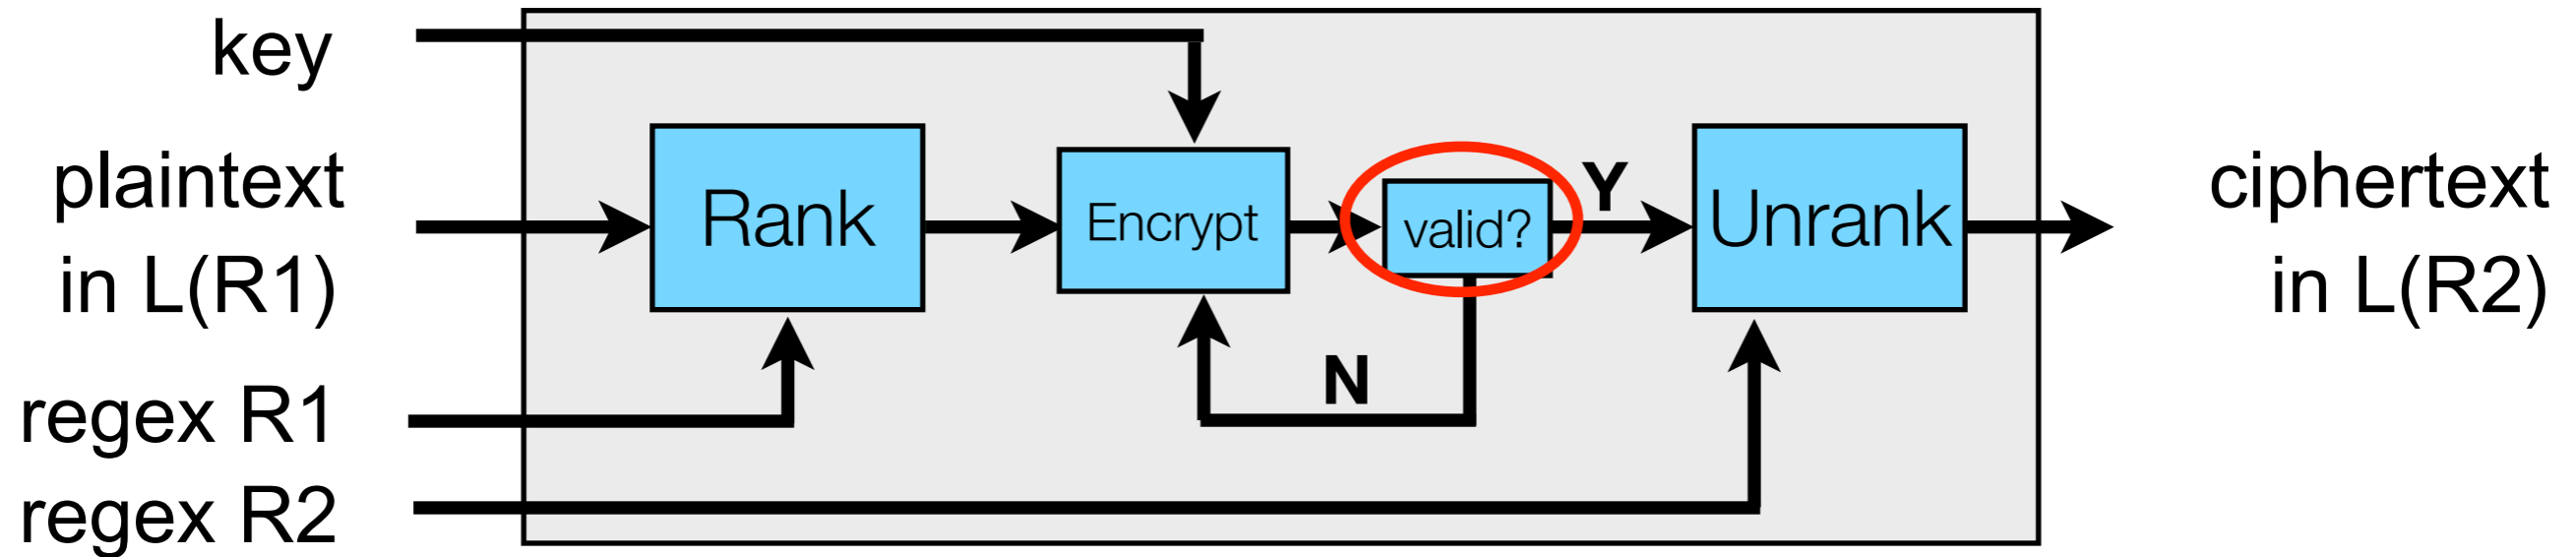 key
plaintext
in L(R1)
regex R1
regex R2
Rank
Encrypt
valid?
Y
N
Unrank
ciphertext
in L(R2)